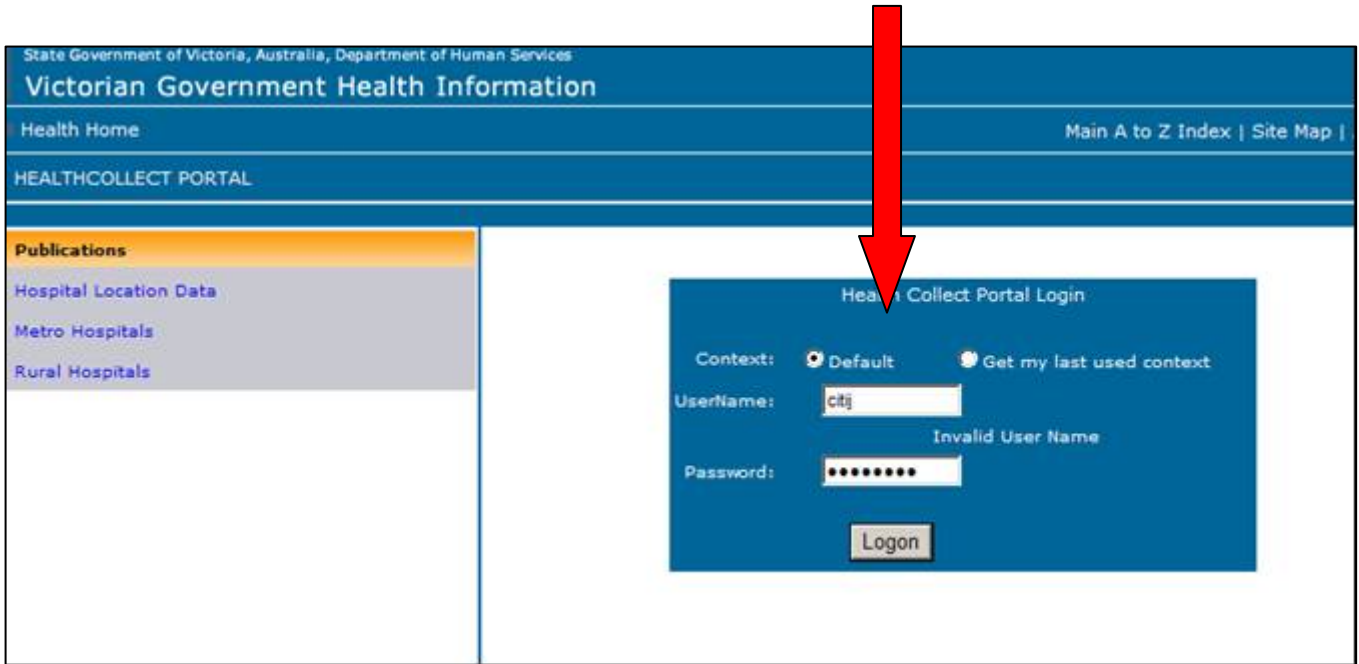 State Government of Victoria, Australia, Department of Human Services
Victorian Government Health Information
Health Home
Main A to Z Index | Site Map |
HEALTHCOLLECT PORTAL
Publications
Hospital Location Data
Metro Hospitals
Rural Hospitals
Health Collect Portal Login
Context: Default Get my last used context
UserName: citij
Invalid User Name
Password: ••••••••
Logon